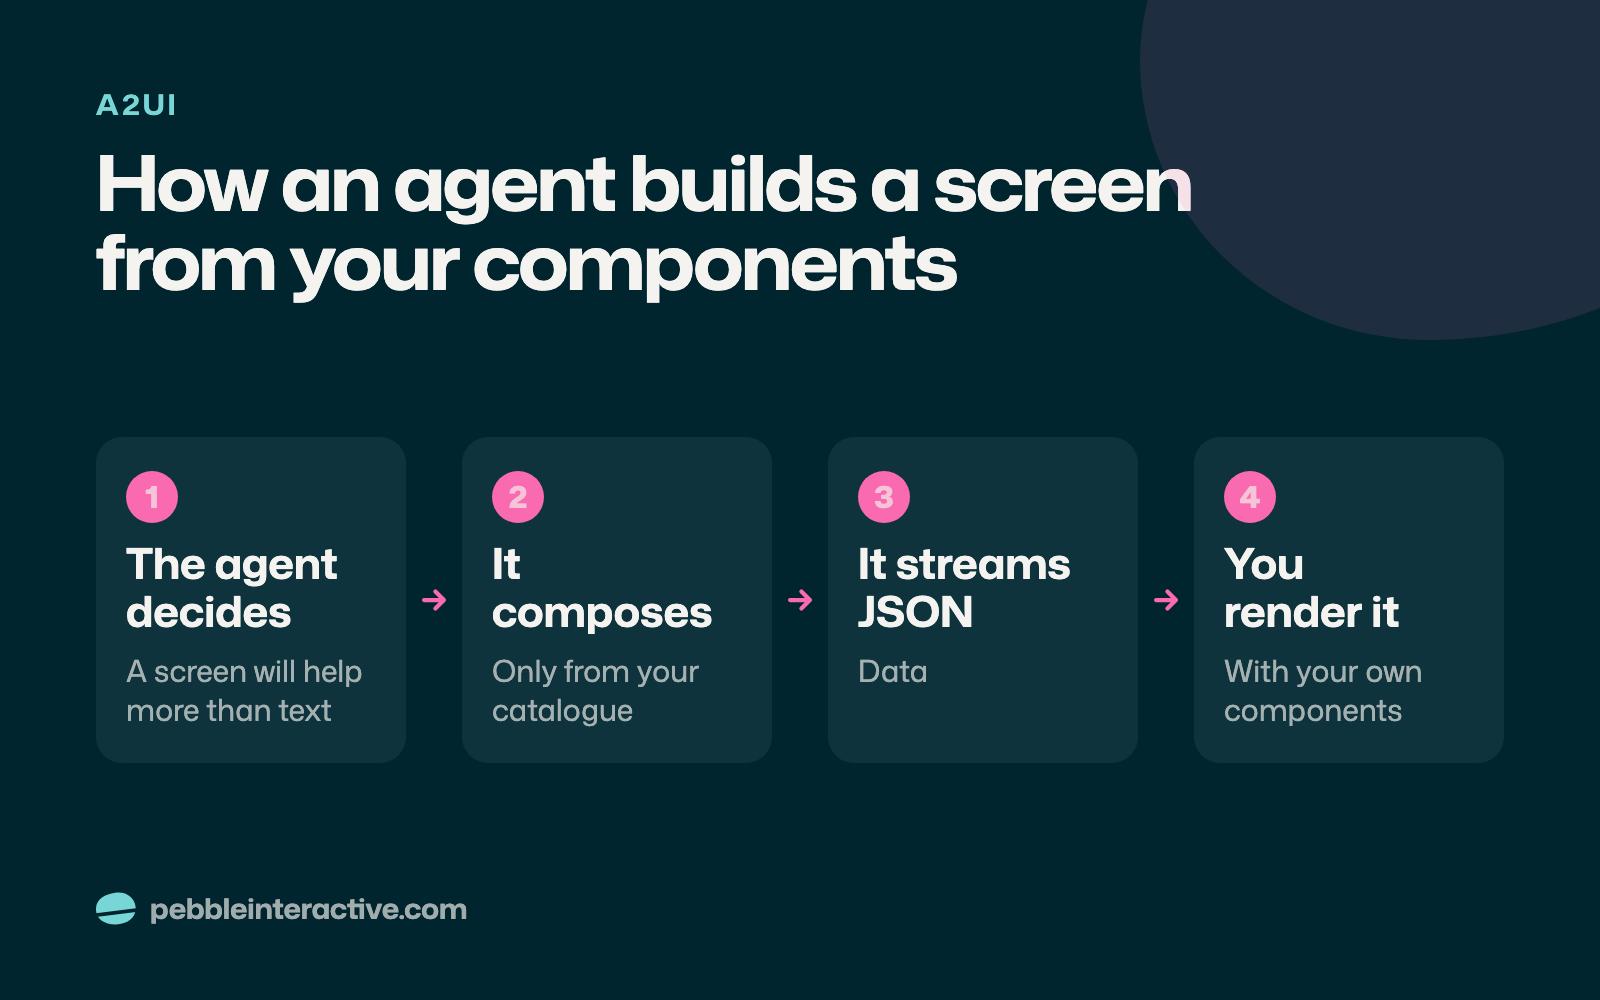 A2UI
How an agent builds a screen
from your components
1
The agent
decides
A screen will help
more than text
2
It
composes
Only from your
catalogue
3
It streams
JSON
Data
4
You
render it
With your own
components
pebbleinteractive.com